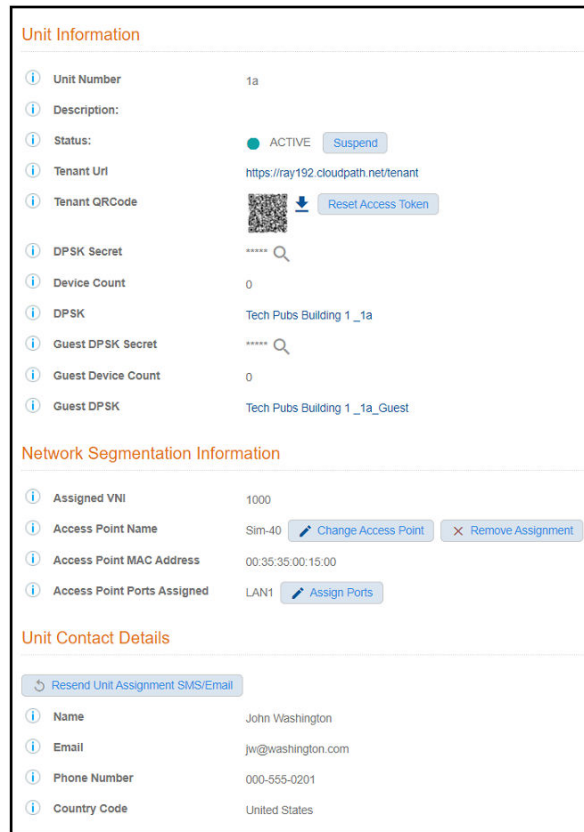 Unit Information
Unit Number 1a
Description:
Status: ACTIVE Suspend
Tenant Url https://ray192.cloudpath.net/tenant
Tenant QRCode Reset Access Token
DPSK Secret *****
Device Count 0
DPSK Tech Pubs Building 1 _1a
Guest DPSK Secret *****
Guest Device Count 0
Guest DPSK Tech Pubs Building 1 _1a_Guest
Network Segmentation Information
Assigned VNI 1000
Access Point Name Sim-40 Change Access Point Remove Assignment
Access Point MAC Address 00:35:35:00:15:00
Access Point Ports Assigned LAN1 Assign Ports
Unit Contact Details
Resend Unit Assignment SMS/Email
Name John Washington
Email jw@washington.com
Phone Number 000-555-0201
Country Code United States